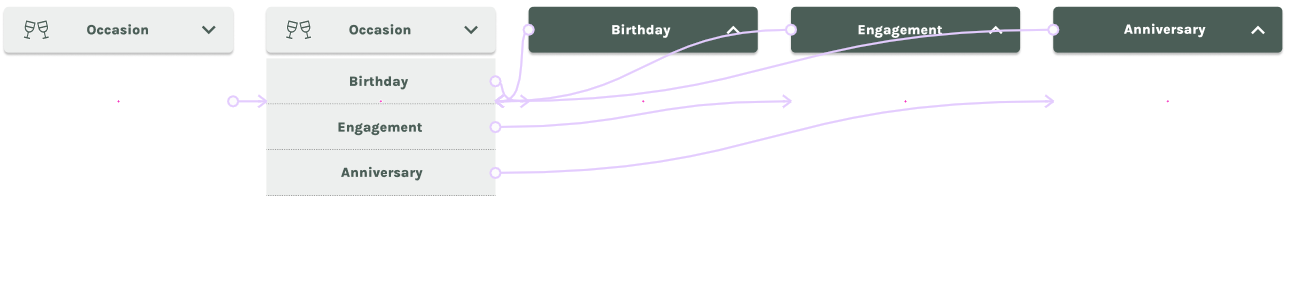 Occasion
Occasion
Birthday
Engagement
Anniversary
Birthday
Engagement
Anniversary